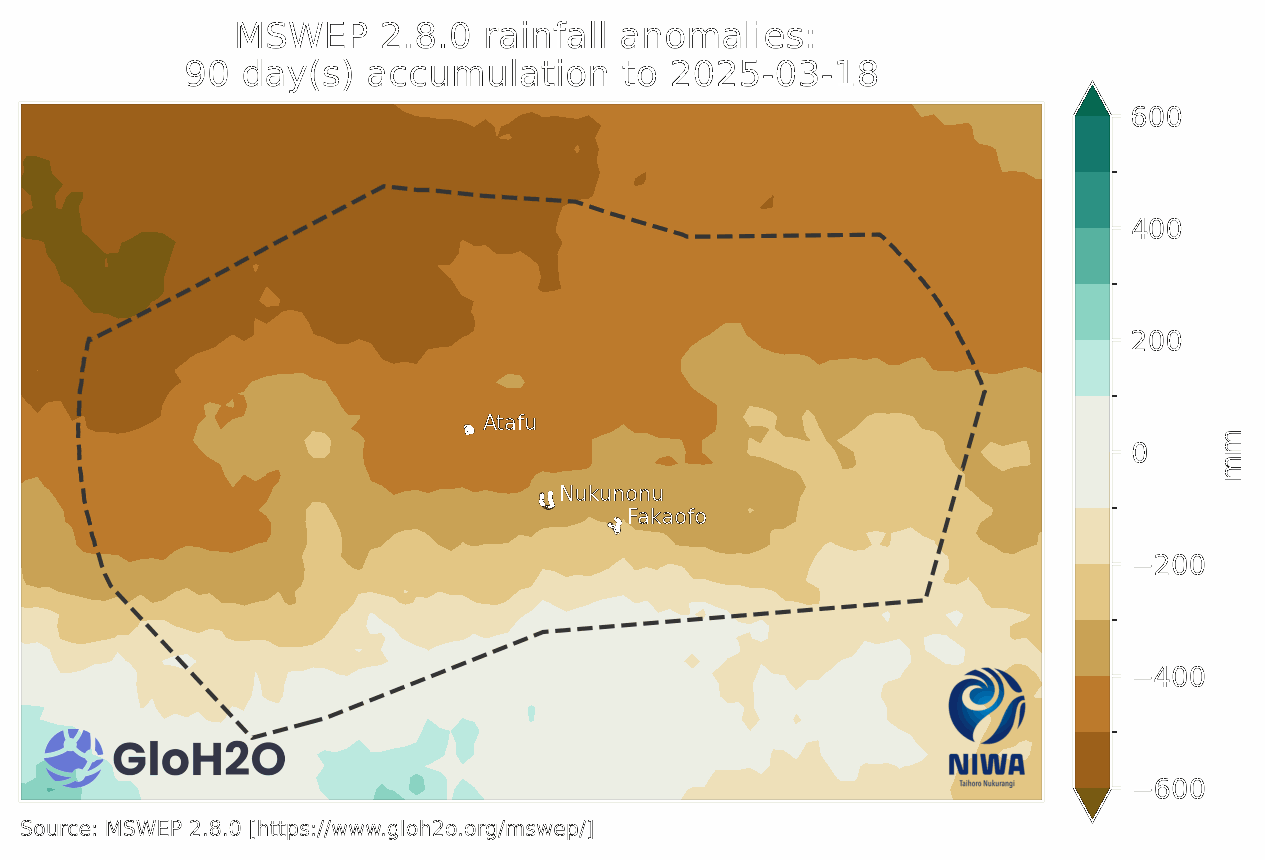 MSWEP 2.8.0 rainfall anomalies:
90 day(s) accumulation to 2025-03-18
600
400
200
0
−200
−400
−600
mm
Atafu
Nukunonu
Fakaofo
GloH2O
NIWA
Taihoro Nukurangi
Source: MSWEP 2.8.0 [https://www.gloh2o.org/mswep/]